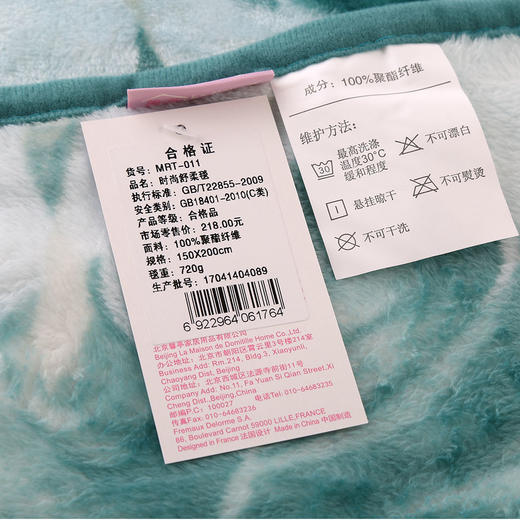 合格证
货号: MRT-011
品名: 时尚舒柔毯
执行标准: GB/T22855-2009
安全类别: GB18401-2010(C类)
产品等级: 合格品
市场零售价: 218.00元
面料: 100%聚酯纤维
规格: 150X200cm
毯重: 720g
生产批号: 17041404089
6 922964 061764
北京馨亭家居用品有限公司
Beijing La Maison de Domitille Home Co.,Ltd.
办公地址: 北京市朝阳区霄云里8号
Business Add: Rm.214, Bldg.3, Xiaoyunli,
Chaoyang Dist. Beijing
公司地址: 北京西城区法源寺前街11号
Company Add: No.11, Fa Yuan Si Qian Street,Xi
Cheng Dist.,Beijing,China
邮编P.C: 100027
电话Tel: 010-64683235
传真Fax: 010-64683236
Fremaux Delorme S.A.
86, Boulevard Carnot 59000 LILLE,FRANCE
Designed in France 法国设计 Made in China 中国制造
成分: 100%聚酯纤维
维护方法:
30
最高洗涤
温度30℃
缓和程度
不可漂白
悬挂晾干
不可熨烫
不可干洗